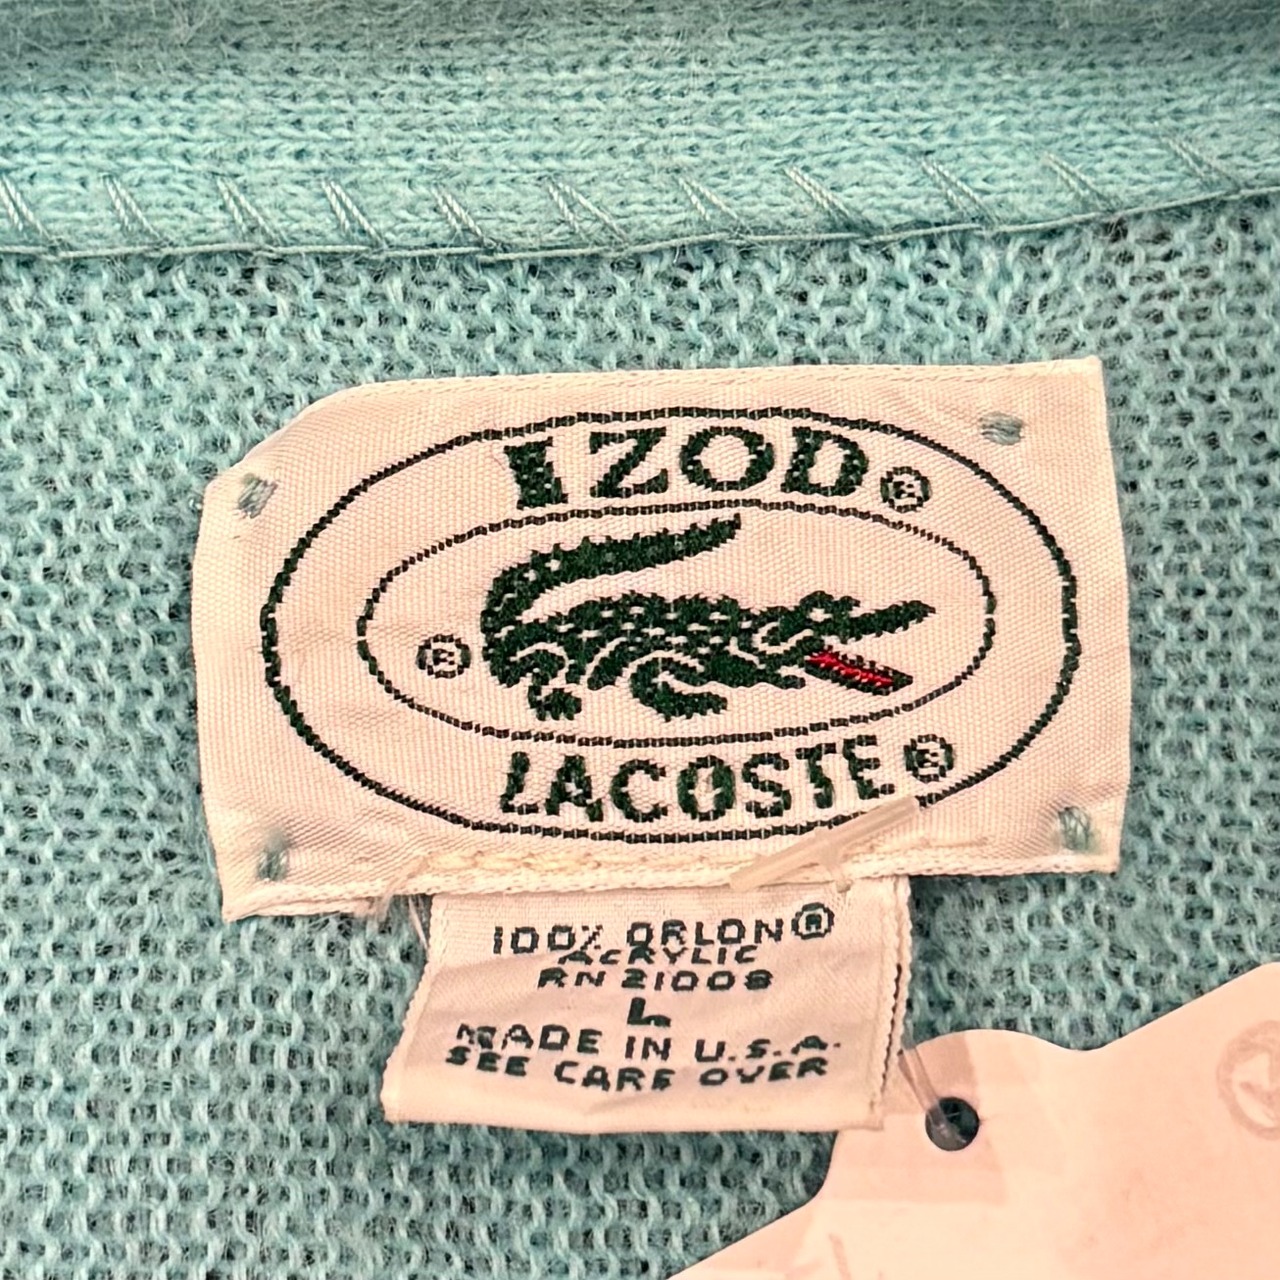 IZOD®
®
LACOSTE®
100% ORLON®
ACRYLIC
RN 21008
L
MADE IN U.S.A.
SEE CARE OVER